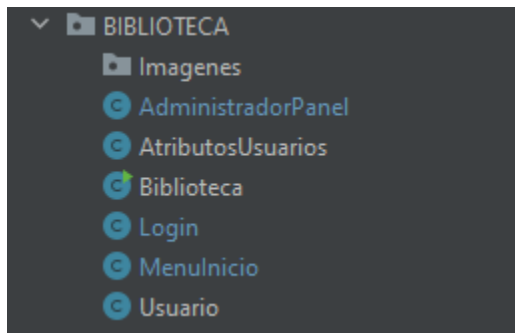 BIBLIOTECA
Imagenes
C AdministradorPanel
C AtributosUsuarios
C Biblioteca
C Login
C MenuInicio
C Usuario